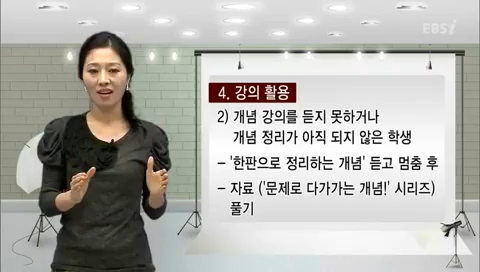 EBSi
4. 강의 활용
2) 개념 강의를 듣지 못하거나
개념 정리가 아직 되지 않은 학생
– '한판으로 정리하는 개념' 듣고 멈춤 후
– 자료 ('문제로 다가가는 개념!' 시리즈)
풀기